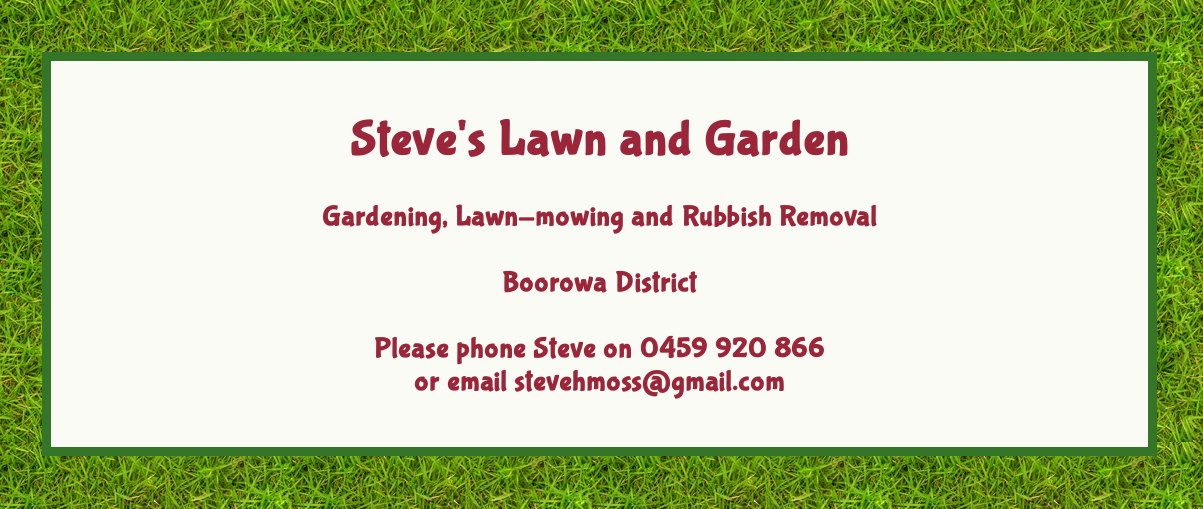 Steve's Lawn and Garden
Gardening, Lawn-mowing and Rubbish Removal
Boorowa District
Please phone Steve on 0459 920 866
or email stevehmoss@gmail.com